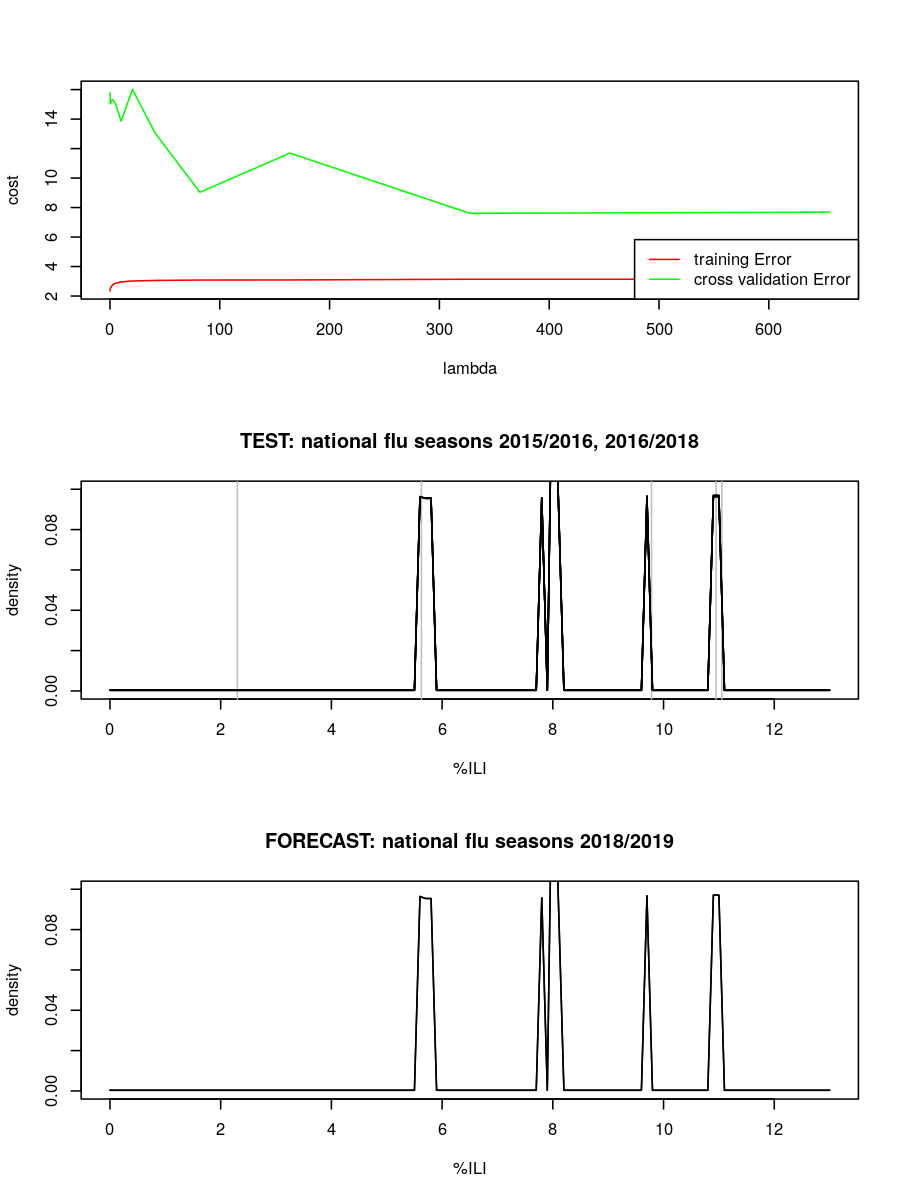 cost
2 4 6 8 10 14
0 100 200 300 400 500 600
lambda
training Error
cross validation Error
TEST: national flu seasons 2015/2016, 2016/2018
density
0.00 0.04 0.08
0 2 4 6 8 10 12
%ILI
FORECAST: national flu seasons 2018/2019
density
0.00 0.04 0.08
0 2 4 6 8 10 12
%ILI